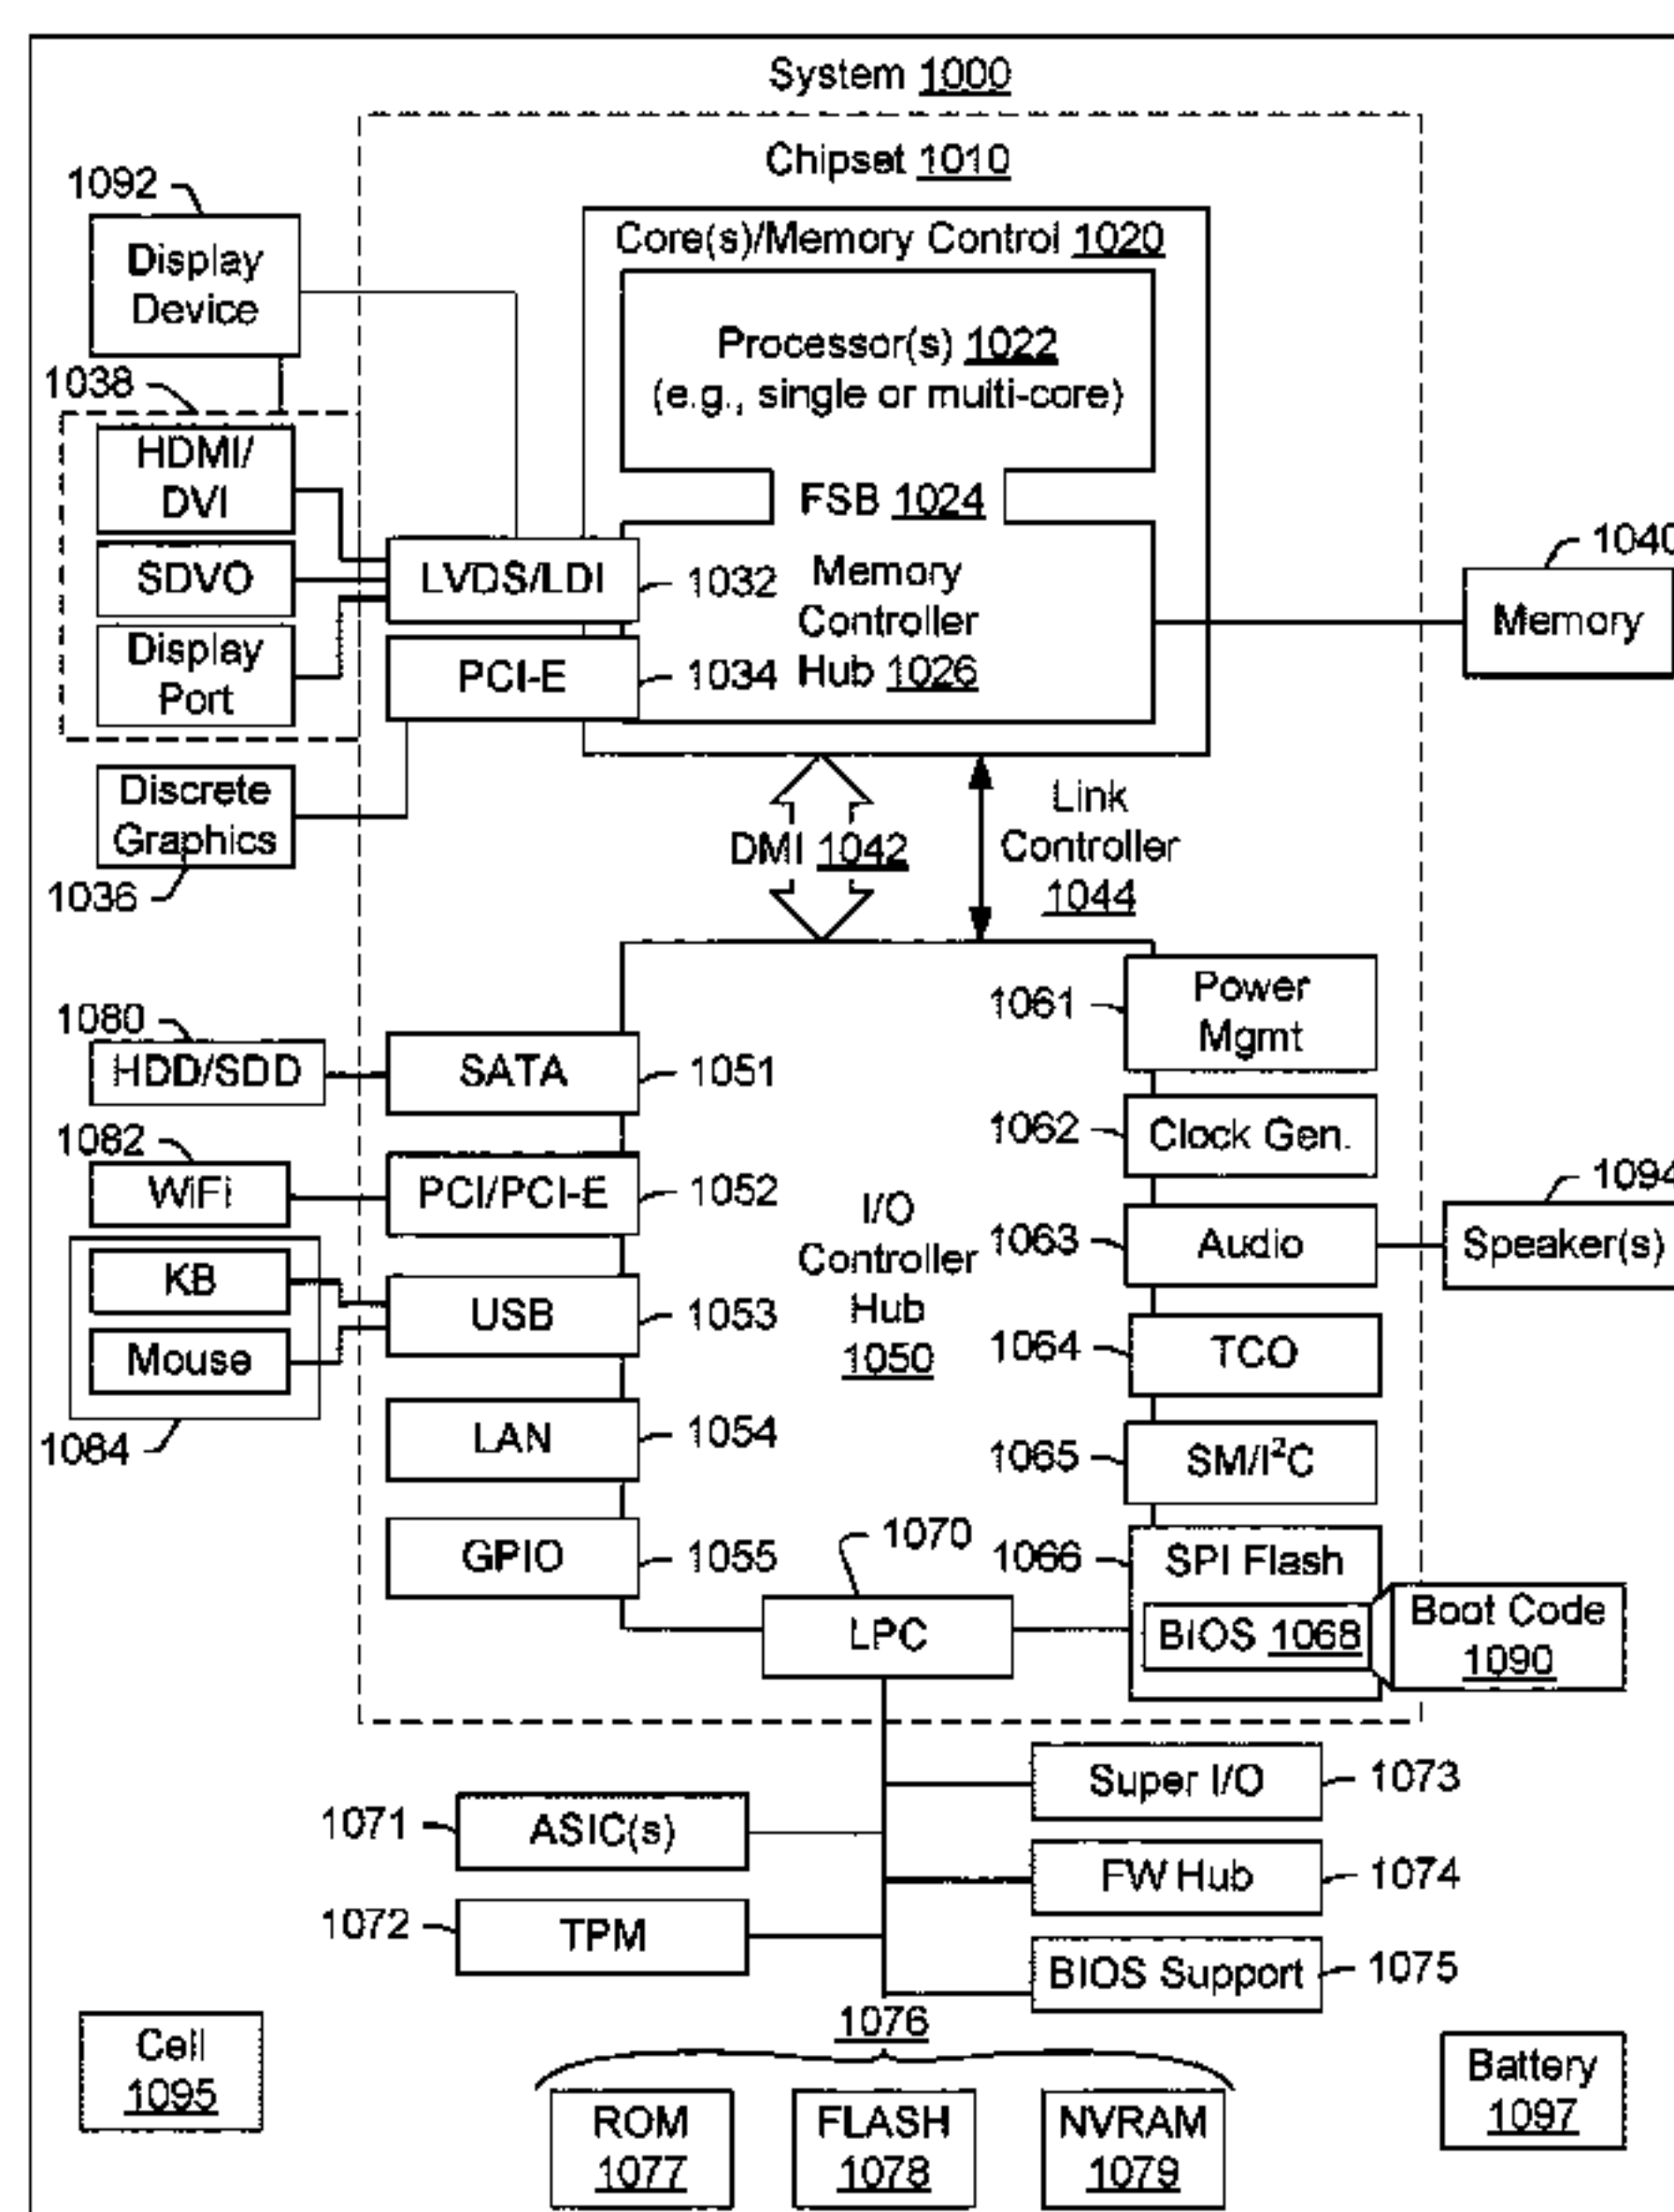 System 1000
Chipset 1010
1092
Display
Device
Core(s)/Memory Control 1020
Processor(s) 1022
(e.g., single or multi-core)
FSB 1024
Memory
Controller
Hub 1026
1038
HDMI/
DVI
SDVO
Display
Port
LVDS/LDI
1032
PCI-E
1034
1040
Memory
Discrete
Graphics
1036
DMI 1042
Link
Controller
1044
1080
HDD/SDD
SATA
1051
1082
WiFi
PCI/PCI-E
1052
KB
Mouse
1084
USB
1053
LAN
1054
GPIO
1055
I/O
Controller
Hub
1050
1061
Power
Mgmt
1062
Clock Gen.
1063
Audio
1094
Speaker(s)
1064
TCO
1065
SM/I²C
1066
SPI Flash
BIOS 1068
Boot Code
1090
1070
LPC
1071
ASIC(s)
1072
TPM
Super I/O
1073
FW Hub
1074
BIOS Support
1075
1076
ROM
1077
FLASH
1078
NVRAM
1079
Cell
1095
Battery
1097